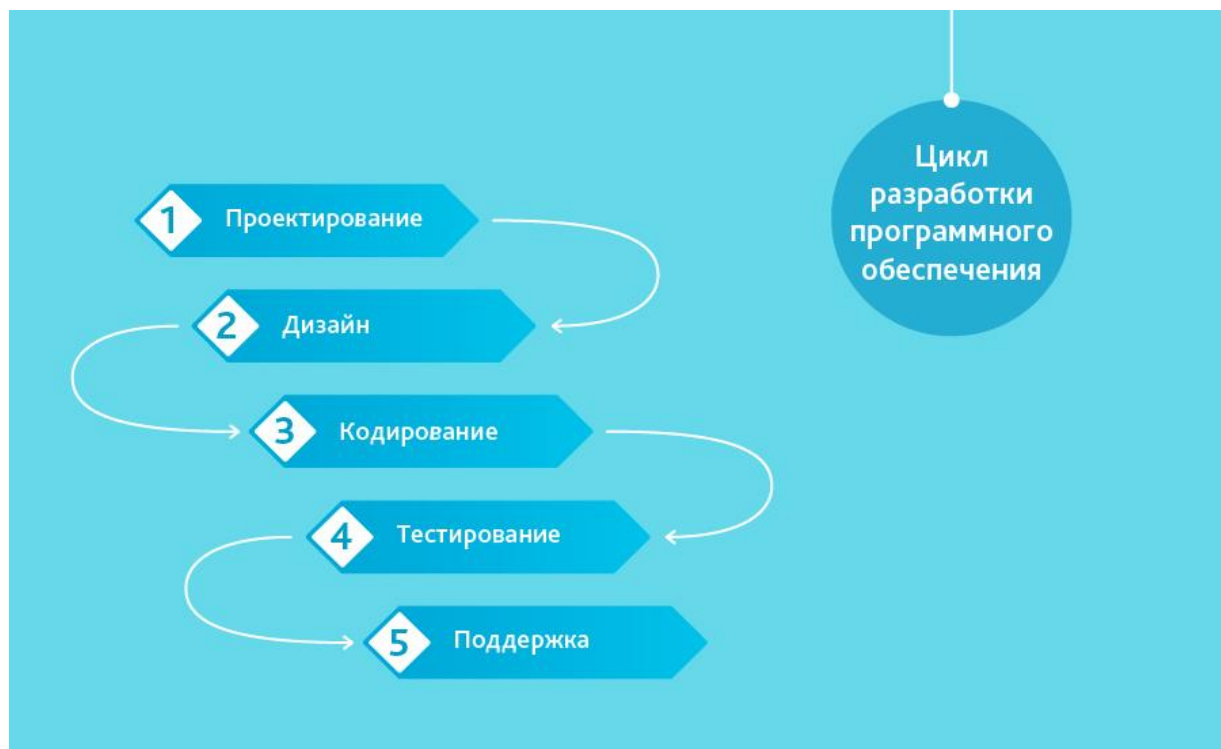 Цикл
разработки
программного
обеспечения
1 Проектирование
2 Дизайн
3 Кодирование
4 Тестирование
5 Поддержка